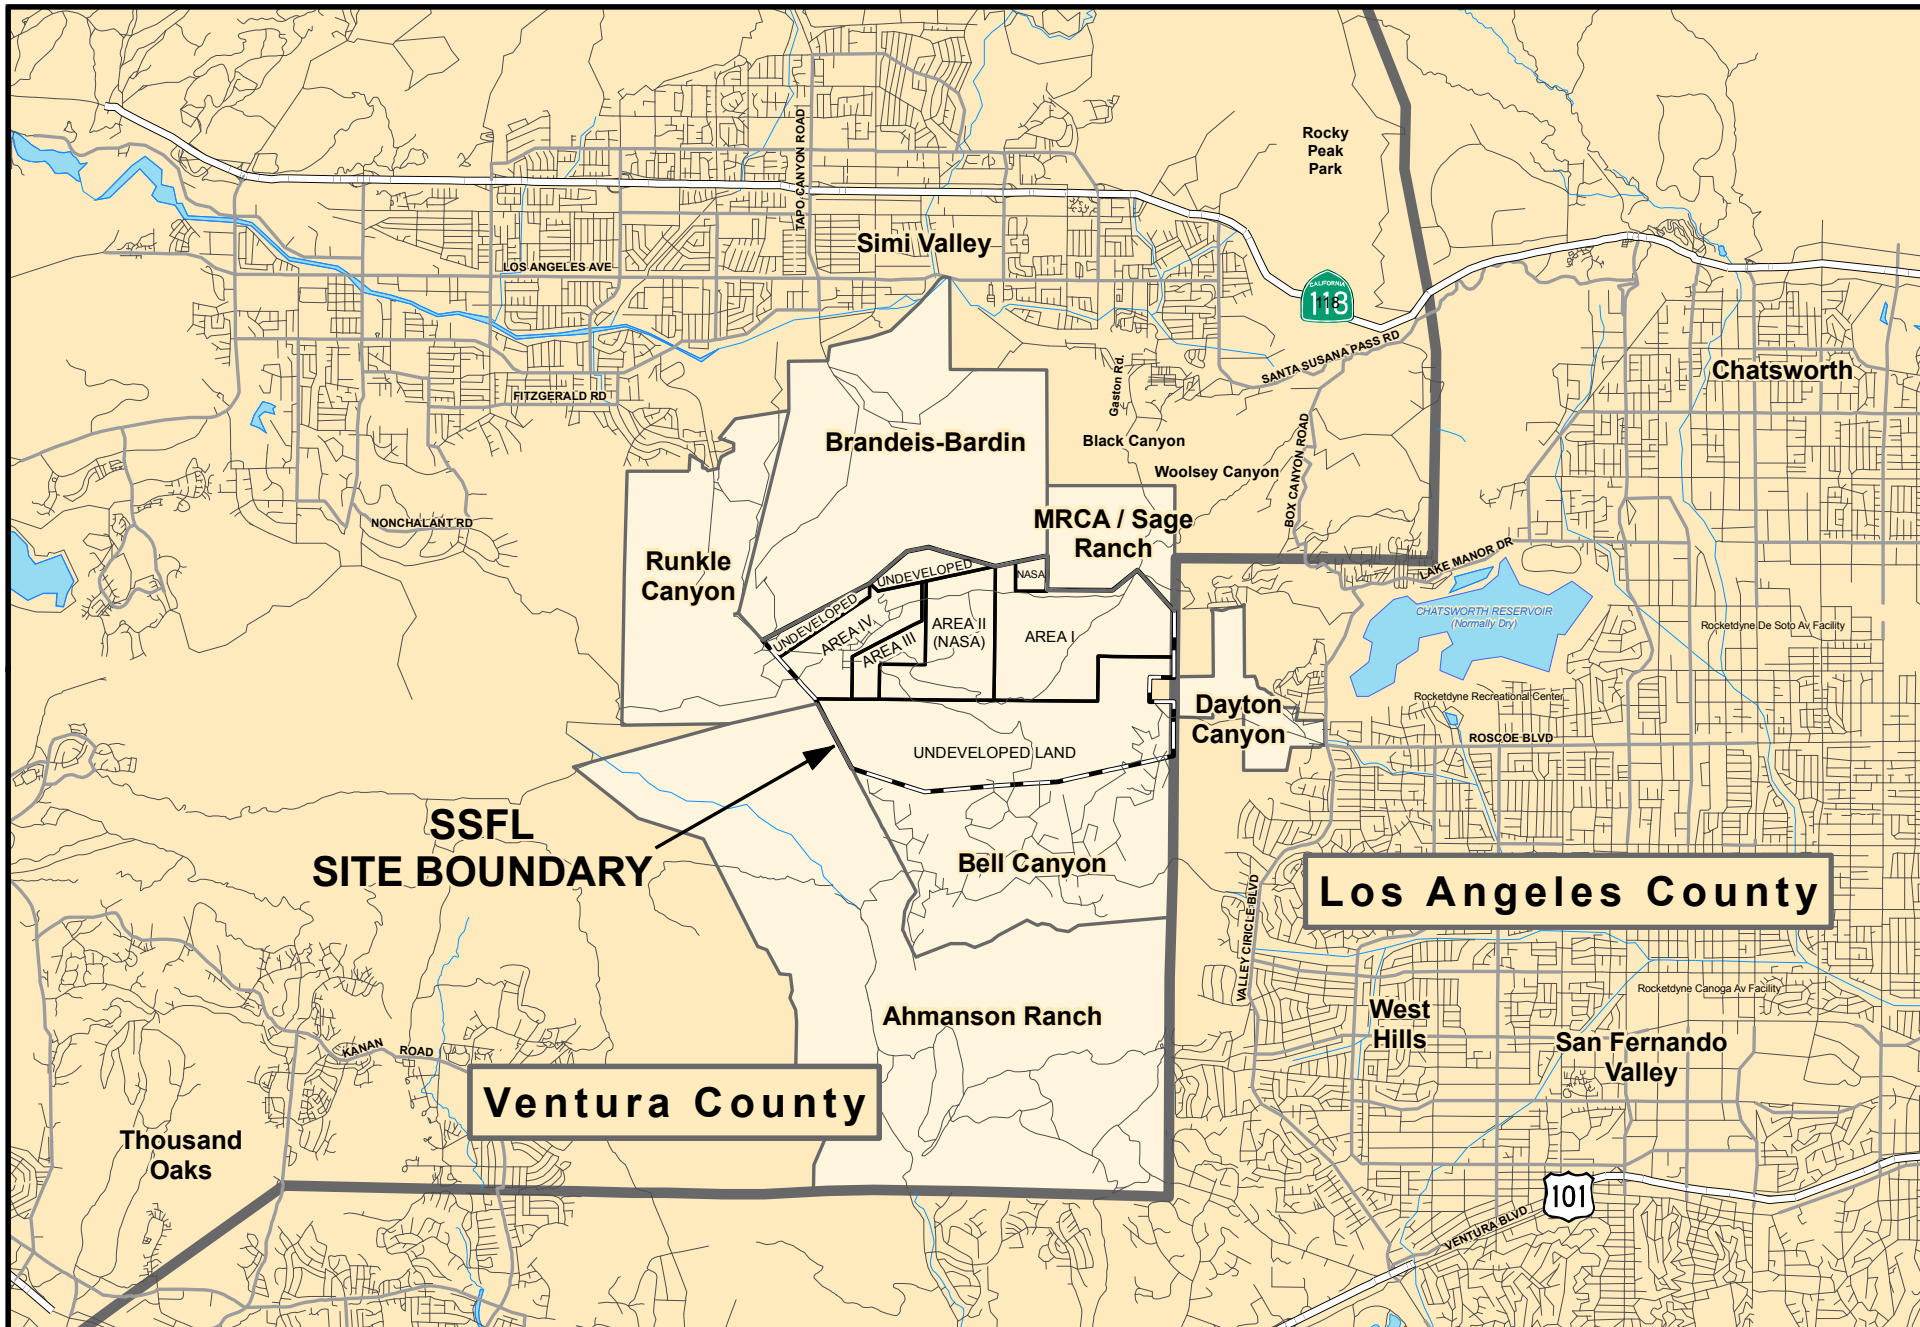 Rocky
Peak
Park
TAPO CANYON ROAD
Simi Valley
LOS ANGELES AVE
CALIFORNIA
118
118
SANTA SUSANA PASS RD
Chatsworth
Gaston Rd.
FITZGERALD RD
Brandeis-Bardin
Black Canyon
Woolsey Canyon
BOX CANYON ROAD
NONCHALANT RD
MRCA / Sage
Ranch
LAKE MANOR DR
Runkle
Canyon
UNDEVELOPED
NASA
UNDEVELOPED
AREA IV
AREA III
AREA II
(NASA)
AREA I
CHATSWORTH RESERVOIR
(Normally Dry)
Rocketdyne De Soto Av Facility
Rocketdyne Recreational Center
Dayton
Canyon
ROSCOE BLVD
UNDEVELOPED LAND
SSFL
SITE BOUNDARY
Bell Canyon
Los Angeles County
VALLEY CIRICLE BLVD
Rocketdyne Canoga Av Facility
West
Hills
Ahmanson Ranch
San Fernando
Valley
KANAN ROAD
Ventura County
Thousand
Oaks
101
VENTURA BLVD